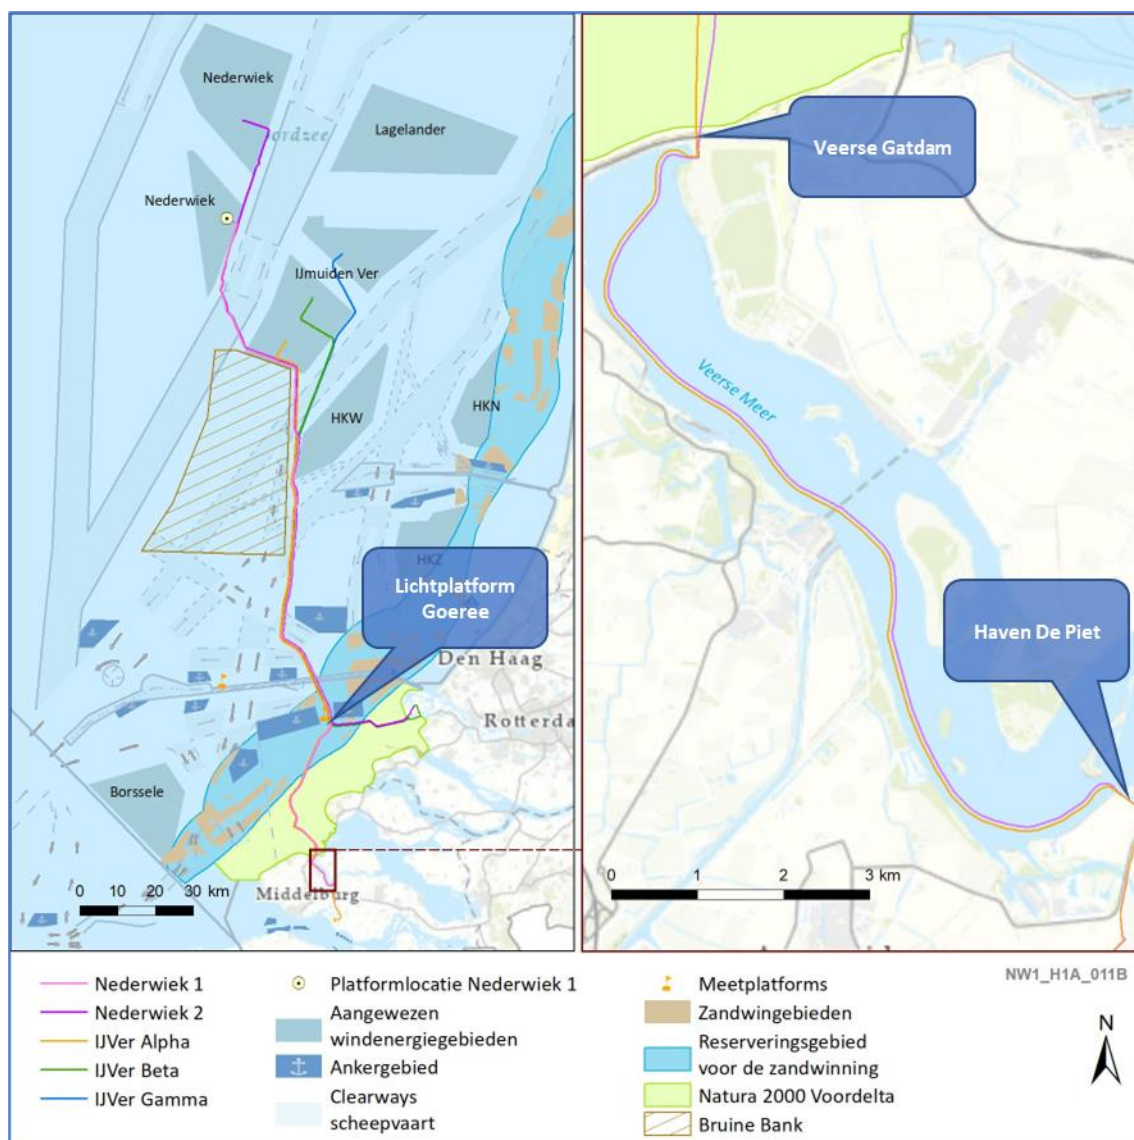 Nederwiek
ordzee
Lagelander
Nederwiek
IJmuiden Ver
HKW
HKN
HKZ
Lichtplatform
Goeree
Den Haag
Rotterda
Borssele
0 10 20 30 km
Middelburg
Veerse Gatdam
Veerse Meer
Haven De Piet
0 1 2 3 km
Nederwiek 1
Nederwiek 2
IJVer Alpha
IJVer Beta
IJVer Gamma
Platformlocatie Nederwiek 1
Aangewezen
windenergiegebieden
Ankergebied
Clearways
scheepvaart
Meetplatforms
Zandwingebieden
Reserveringsgebied
voor de zandwinning
Natura 2000 Voordelta
Bruine Bank
NW1_H1A_011B
N